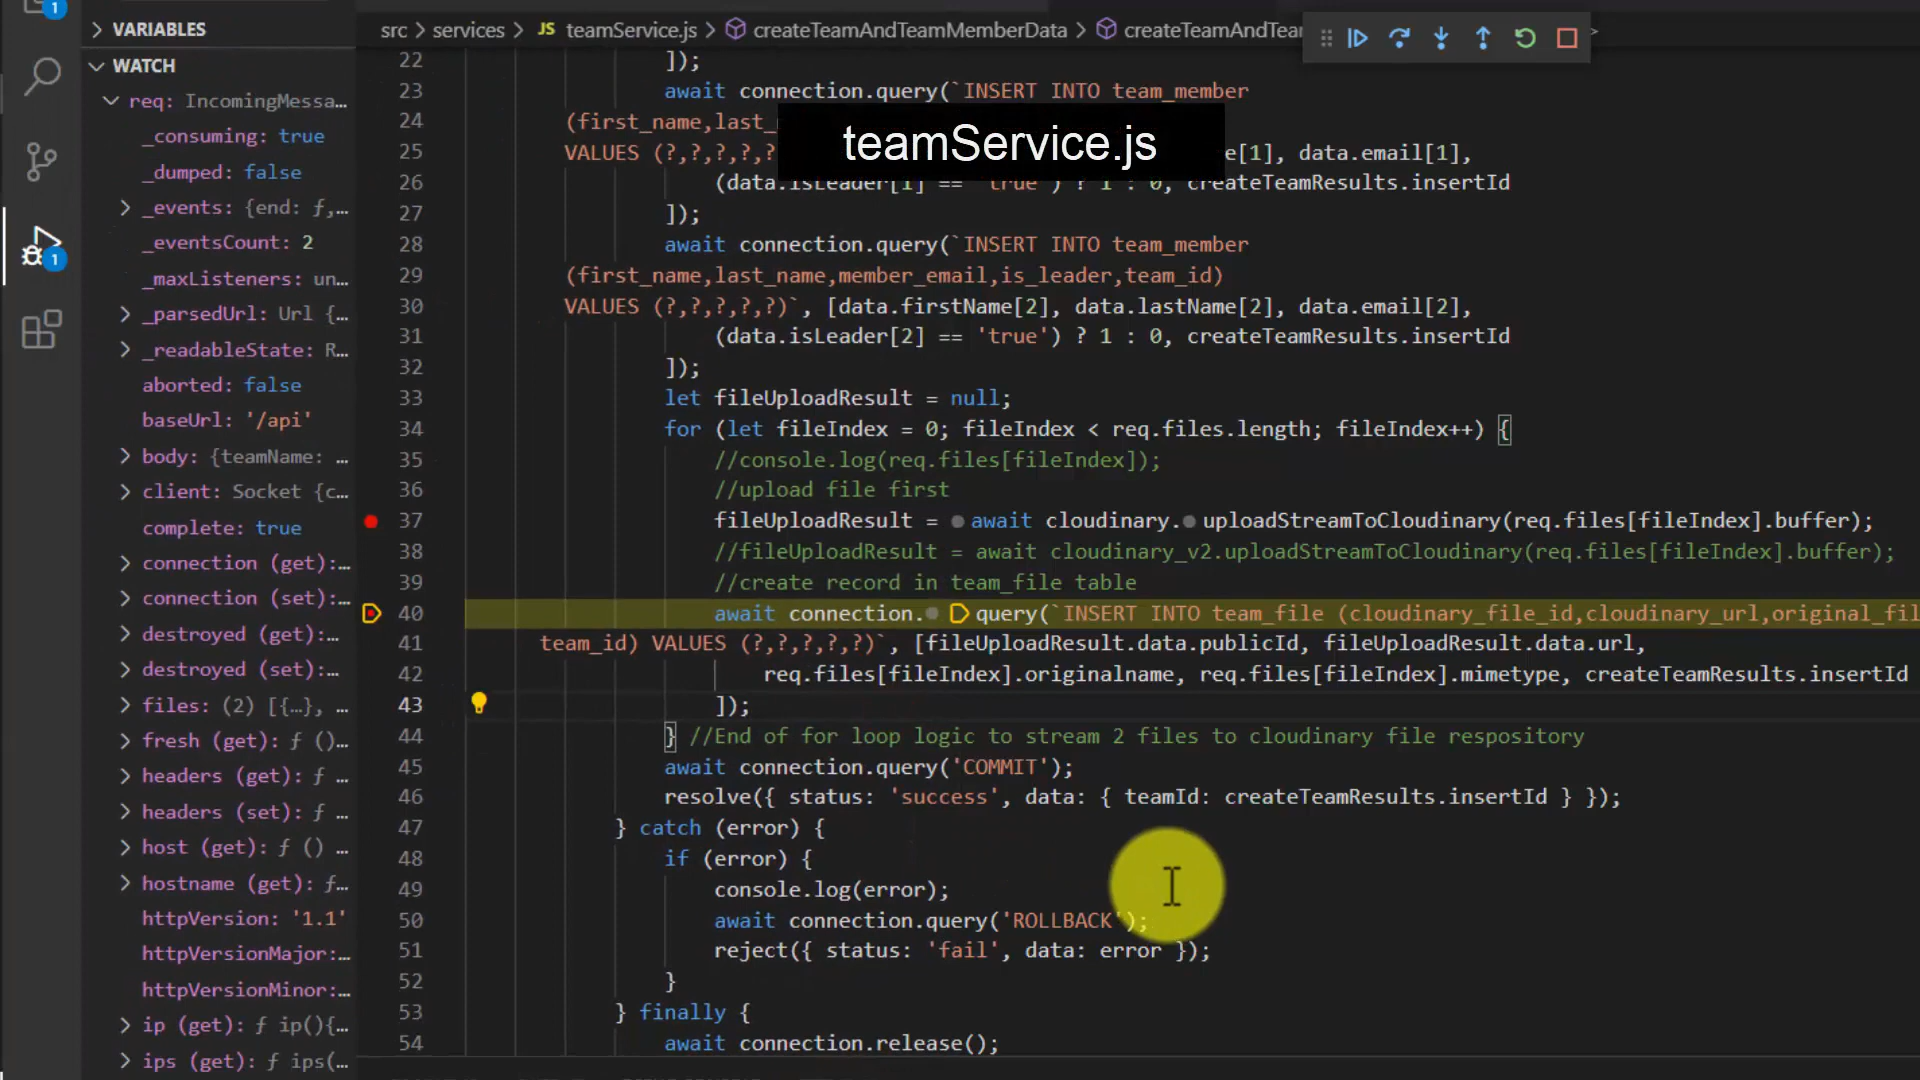 1
VARIABLES
src > services > JS teamService.js > createTeamAndTeamMemberData > createTeamAndTea
WATCH
req: IncomingMessa…
_consuming: true
_dumped: false
_events: {end: ƒ,…
_eventsCount: 2
_maxListeners: un…
_parsedUrl: Url {…
_readableState: R…
aborted: false
baseUrl: '/api'
body: {teamName: …
client: Socket {c…
complete: true
connection (get):…
connection (set):…
destroyed (get):…
destroyed (set):…
files: (2) [{…}, …
fresh (get): ƒ ()…
headers (get): ƒ …
headers (set): ƒ …
host (get): ƒ () …
hostname (get): ƒ…
httpVersion: '1.1'
httpVersionMajor:…
httpVersionMinor:…
ip (get): ƒ ip(){…
ips (get): ƒ ips(…
1
teamService.js
22 ]);
23 await connection.query(`INSERT INTO team_member
24 (first_name,last_
25 VALUES (?,?,?,?,? e[1], data.email[1],
26 (data.isLeader[1] == 'true') ? 1 : 0, createTeamResults.insertId
27 ]);
28 await connection.query(`INSERT INTO team_member
29 (first_name,last_name,member_email,is_leader,team_id)
30 VALUES (?,?,?,?,?)`, [data.firstName[2], data.lastName[2], data.email[2],
31 (data.isLeader[2] == 'true') ? 1 : 0, createTeamResults.insertId
32 ]);
33 let fileUploadResult = null;
34 for (let fileIndex = 0; fileIndex < req.files.length; fileIndex++) {
35 //console.log(req.files[fileIndex]);
36 //upload file first
37 fileUploadResult = await cloudinary.uploadStreamToCloudinary(req.files[fileIndex].buffer);
38 //fileUploadResult = await cloudinary_v2.uploadStreamToCloudinary(req.files[fileIndex].buffer);
39 //create record in team_file table
40 await connection.query(`INSERT INTO team_file (cloudinary_file_id,cloudinary_url,original_fil
41 team_id) VALUES (?,?,?,?,?)`, [fileUploadResult.data.publicId, fileUploadResult.data.url,
42 req.files[fileIndex].originalname, req.files[fileIndex].mimetype, createTeamResults.insertId
43 ]);
44 } //End of for loop logic to stream 2 files to cloudinary file respository
45 await connection.query('COMMIT');
46 resolve({ status: 'success', data: { teamId: createTeamResults.insertId } });
47 } catch (error) {
48 if (error) {
49 console.log(error);
50 await connection.query('ROLLBACK');
51 reject({ status: 'fail', data: error });
52 }
53 } finally {
54 await connection.release();